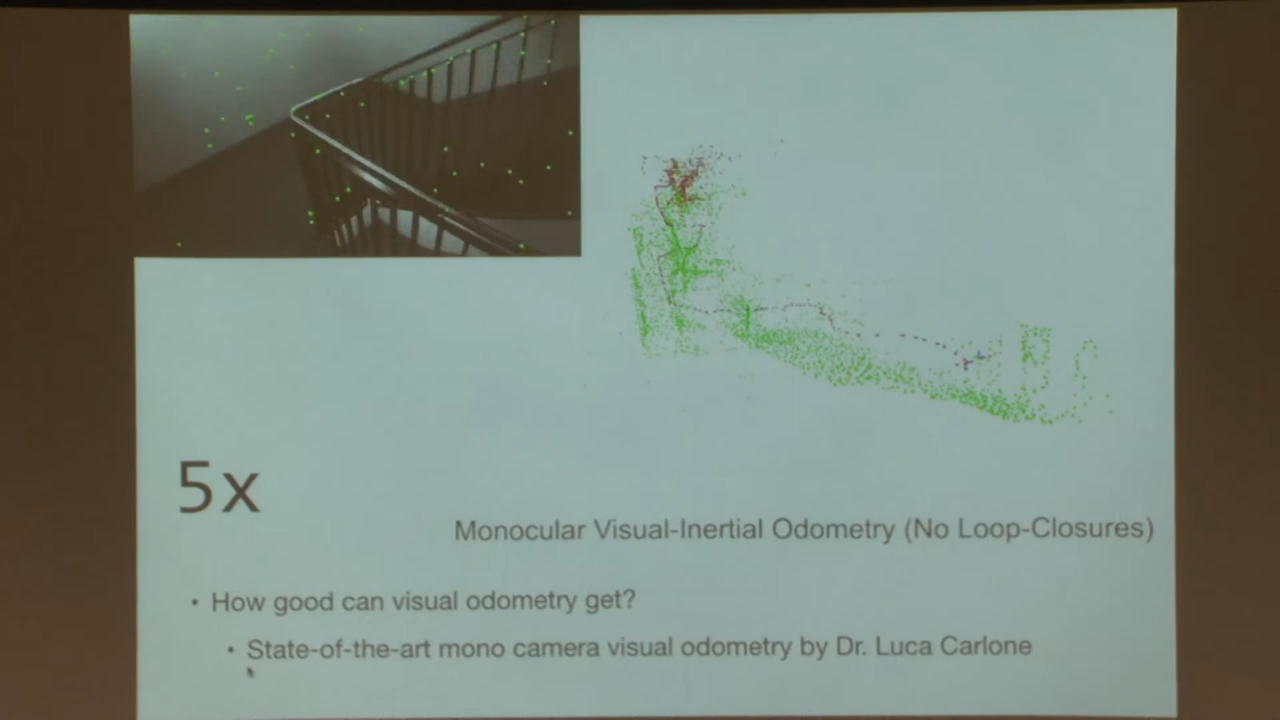 5x
Monocular Visual-Inertial Odometry (No Loop-Closures)
• How good can visual odometry get?
• State-of-the-art mono camera visual odometry by Dr. Luca Carlone